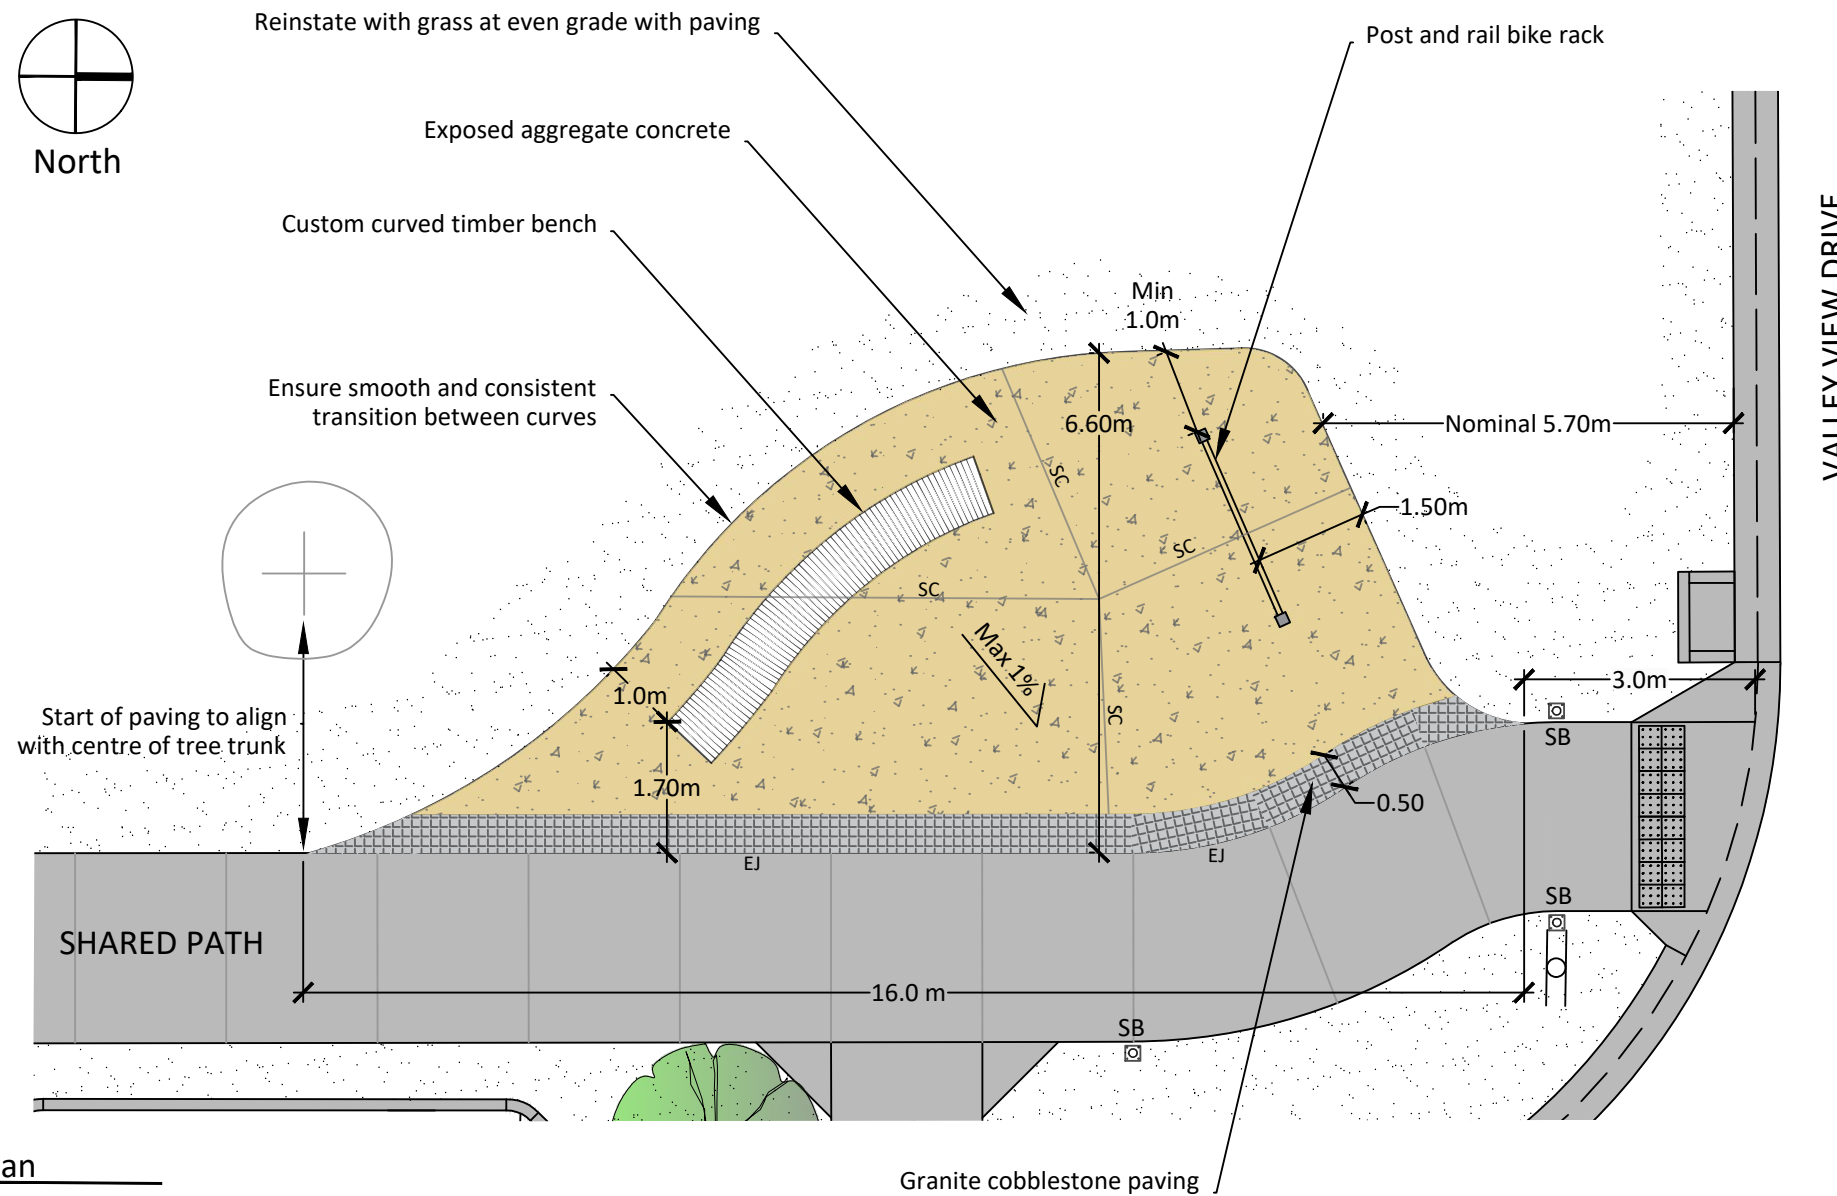 Reinstate with grass at even grade with paving
Post and rail bike rack
North
Exposed aggregate concrete
Custom curved timber bench
VALLEY VIEW DRIVE
Min
1.0m
Ensure smooth and consistent
transition between curves
6.60m
Nominal 5.70m
SC
1.50m
SC
SC
Max 1%
1.0m
3.0m
Start of paving to align
with centre of tree trunk
SC
SB
1.70m
0.50
EJ
EJ
SB
SHARED PATH
16.0 m
SB
an
Granite cobblestone paving